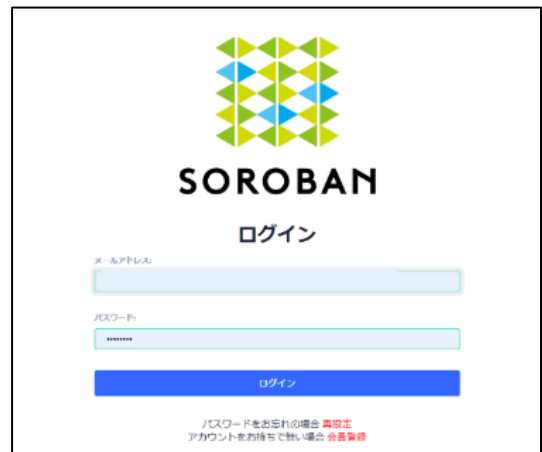 SOROBAN
ログイン
メールアドレス:
パスワード:
ログイン
パスワードをお忘れの場合 再設定
アカウントをお持ちで無い場合 会員登録